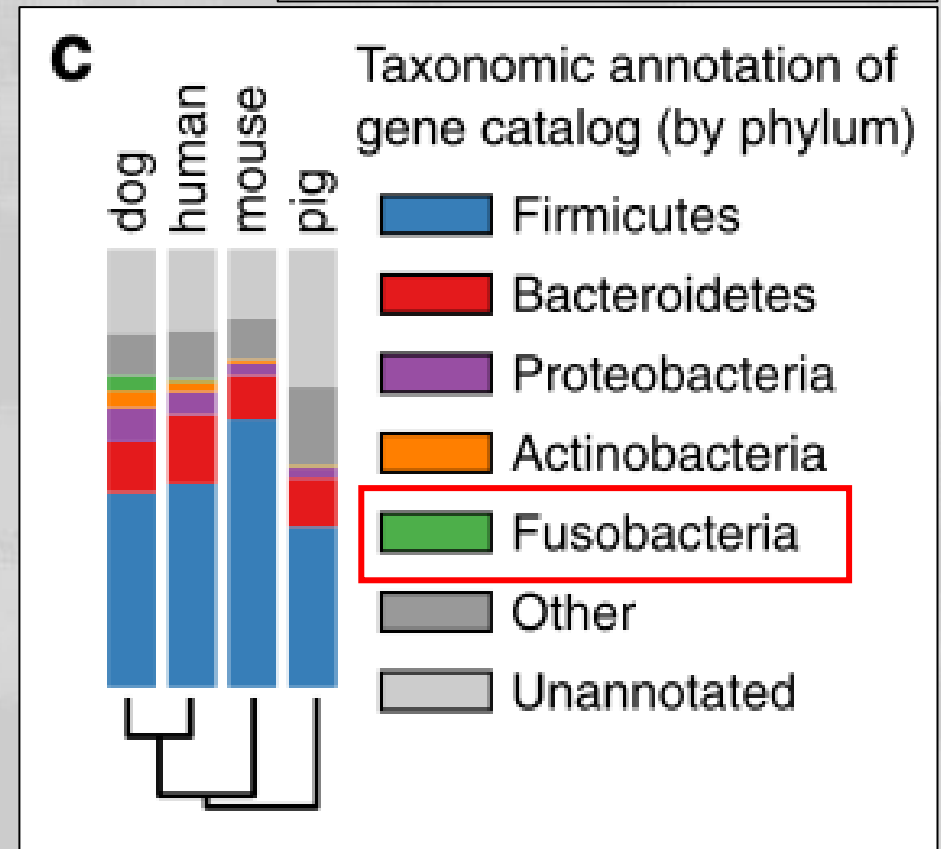 c
Taxonomic annotation of
gene catalog (by phylum)
dog
human
mouse
pig
Firmicutes
Bacteroidetes
Proteobacteria
Actinobacteria
Fusobacteria
Other
Unannotated